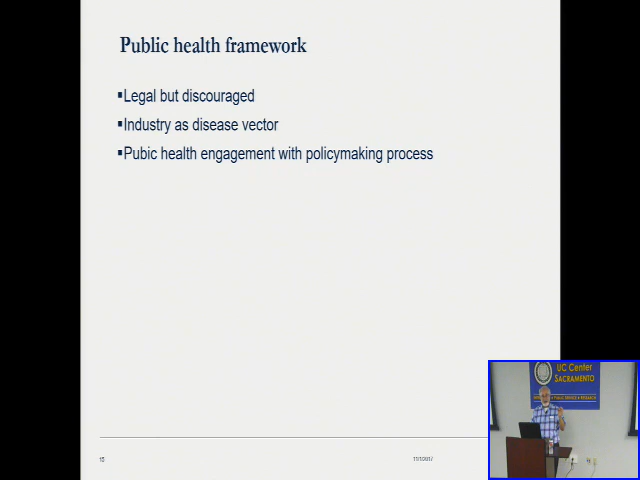 Public health framework
▪Legal but discouraged
▪Industry as disease vector
▪Pubic health engagement with policymaking process
UC Center
SACRAMENTO